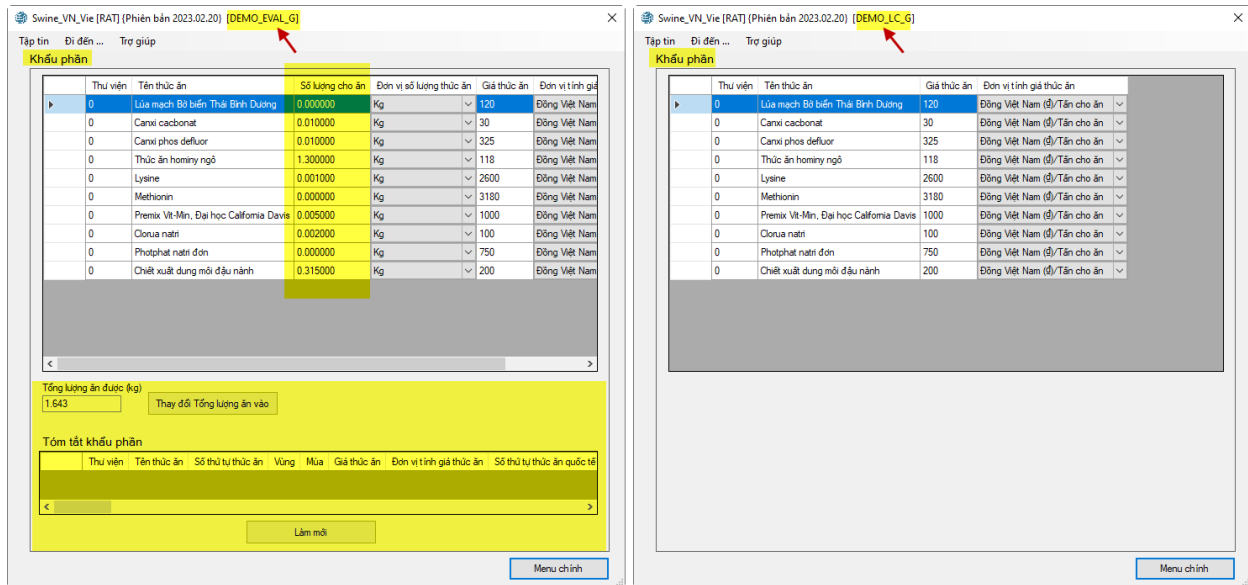 Swine_VN_Vie [RAT] {Phiên bản 2023.02.20} [DEMO_EVAL_G]
Tập tin Đi đến ... Trợ giúp
Khẩu phần
Thư viện Tên thức ăn Số lượng cho ăn Đơn vị số lượng thức ăn Giá thức ăn Đơn vị tính giá
0 Lúa mạch Bờ biển Thái Bình Dương 0.000000 Kg 120 Đồng Việt Nam
0 Canxi cacbonat 0.010000 Kg 30 Đồng Việt Nam
0 Canxi phos defluor 0.010000 Kg 325 Đồng Việt Nam
0 Thức ăn hominy ngô 1.300000 Kg 118 Đồng Việt Nam
0 Lysine 0.001000 Kg 2600 Đồng Việt Nam
0 Methionin 0.000000 Kg 3180 Đồng Việt Nam
0 Premix Vit-Min, Đại học California Davis 0.005000 Kg 1000 Đồng Việt Nam
0 Clorua natri 0.002000 Kg 100 Đồng Việt Nam
0 Photphat natri đơn 0.000000 Kg 750 Đồng Việt Nam
0 Chiết xuất dung môi đậu nành 0.315000 Kg 200 Đồng Việt Nam
Tổng lượng ăn được (kg)
1.643 Thay đổi Tổng lượng ăn vào
Tóm tắt khẩu phần
Thư viện Tên thức ăn Số thứ tự thức ăn Vùng Mùa Giá thức ăn Đơn vị tính giá thức ăn Số thứ tự thức ăn quốc tế
Làm mới
Menu chính
Swine_VN_Vie [RAT] {Phiên bản 2023.02.20} [DEMO_LC_G]
Tập tin Đi đến ... Trợ giúp
Khẩu phần
Thư viện Tên thức ăn Giá thức ăn Đơn vị tính giá thức ăn
0 Lúa mạch Bờ biển Thái Bình Dương 120 Đồng Việt Nam (₫)/Tấn cho ăn
0 Canxi cacbonat 30 Đồng Việt Nam (₫)/Tấn cho ăn
0 Canxi phos defluor 325 Đồng Việt Nam (₫)/Tấn cho ăn
0 Thức ăn hominy ngô 118 Đồng Việt Nam (₫)/Tấn cho ăn
0 Lysine 2600 Đồng Việt Nam (₫)/Tấn cho ăn
0 Methionin 3180 Đồng Việt Nam (₫)/Tấn cho ăn
0 Premix Vit-Min, Đại học California Davis 1000 Đồng Việt Nam (₫)/Tấn cho ăn
0 Clorua natri 100 Đồng Việt Nam (₫)/Tấn cho ăn
0 Photphat natri đơn 750 Đồng Việt Nam (₫)/Tấn cho ăn
0 Chiết xuất dung môi đậu nành 200 Đồng Việt Nam (₫)/Tấn cho ăn
Menu chính